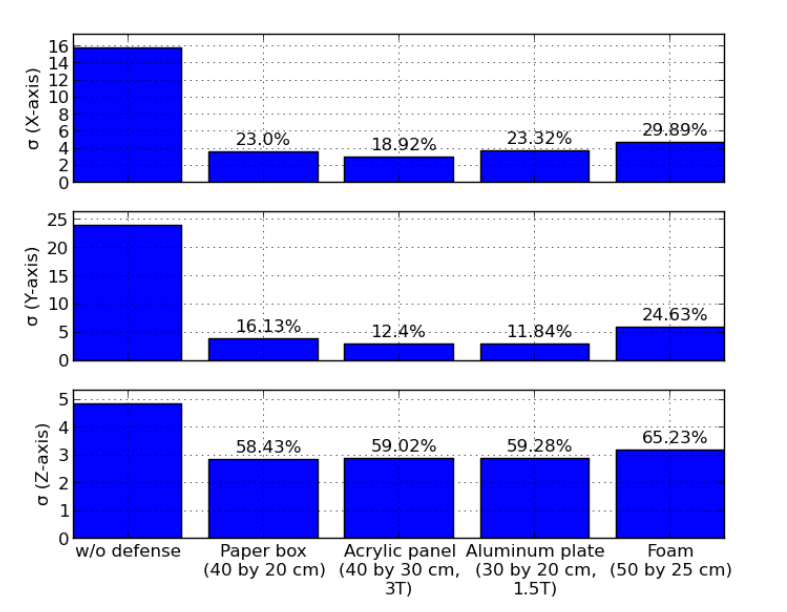 σ (X-axis)
16
14
12
10
8
6
4
2
0
23.0%
18.92%
23.32%
29.89%
σ (Y-axis)
25
20
15
10
5
0
16.13%
12.4%
11.84%
24.63%
σ (Z-axis)
5
4
3
2
1
0
58.43%
59.02%
59.28%
65.23%
w/o defense
Paper box
(40 by 20 cm)
Acrylic panel
(40 by 30 cm,
3T)
Aluminum plate
(30 by 20 cm,
1.5T)
Foam
(50 by 25 cm)